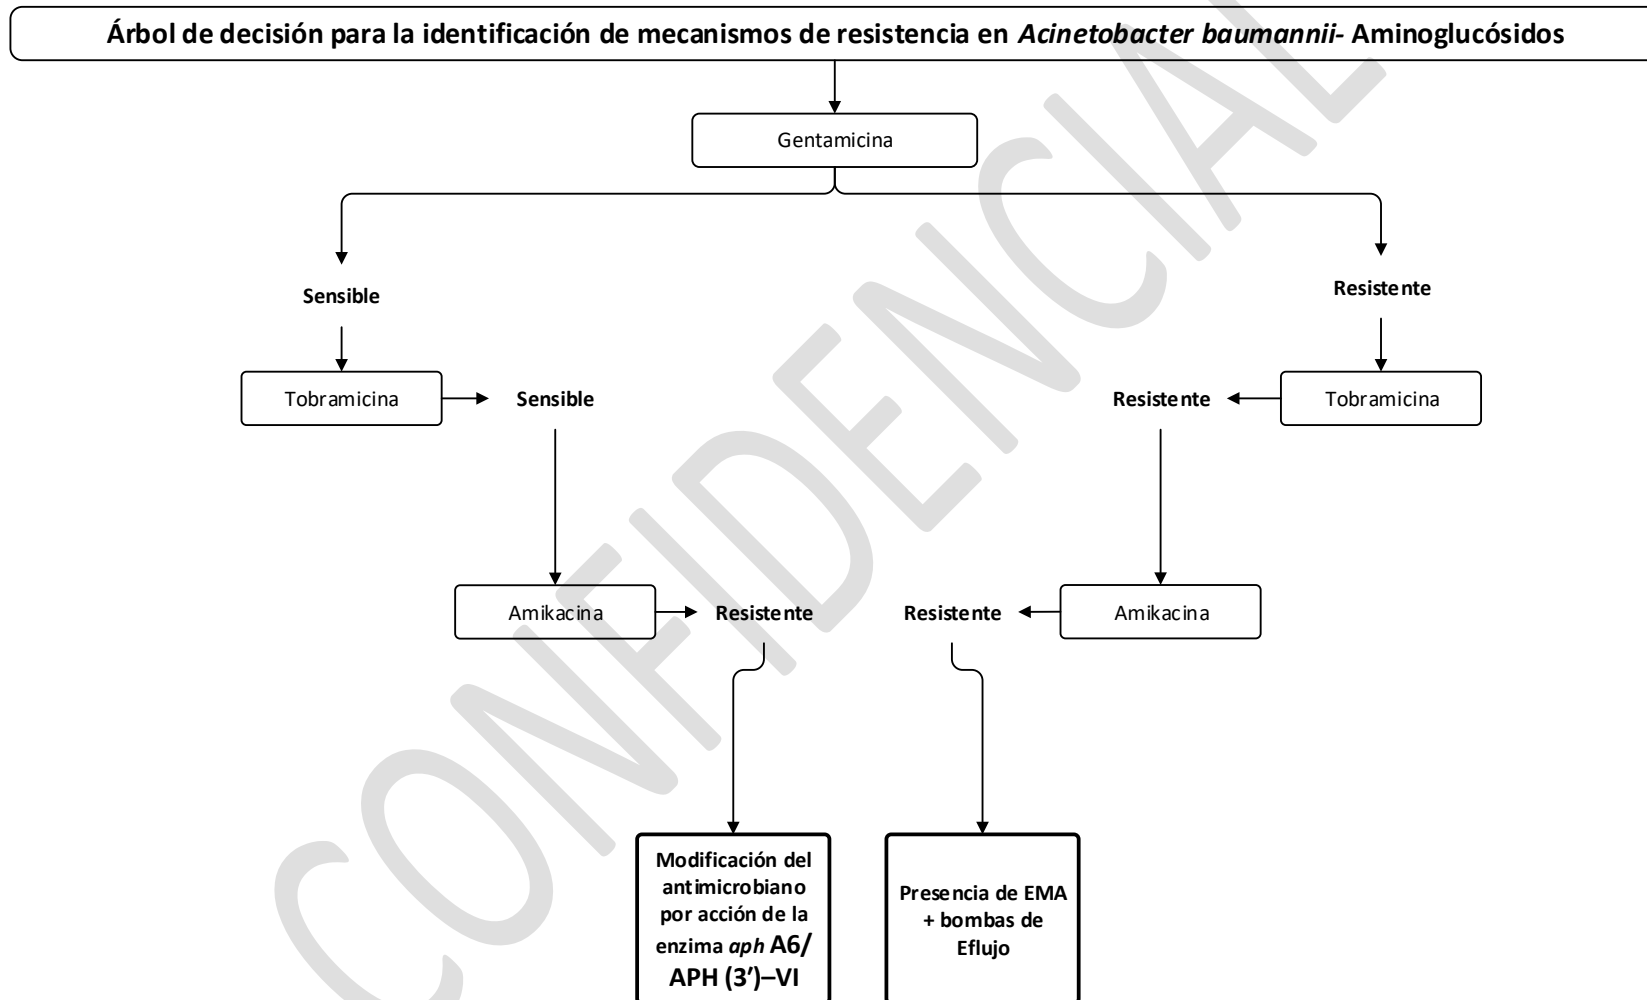 Árbol de decisión para la identificación de mecanismos de resistencia en Acinetobacter baumannii- Aminoglucósidos
Gentamicina
Sensible
Resistente
Tobramicina
Sensible
Resistente
Tobramicina
Amikacina
Resistente
Resistente
Amikacina
Modificación del
antimicrobiano
por acción de la
enzima aph A6/
APH (3’)–VI
Presencia de EMA
+ bombas de
Eflujo
CONFIDENCIAL